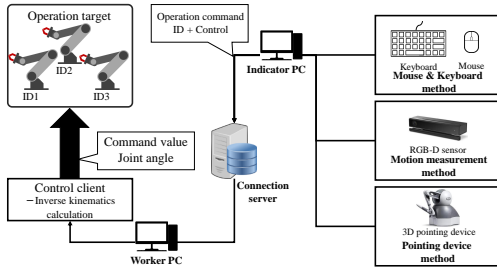 Operation target
ID1
ID2
ID3
Operation command
ID + Control
Indicator PC
Keyboard
Mouse
Mouse & Keyboard
method
RGB-D sensor
Motion measurement
method
3D pointing device
Pointing device
method
Command value
Joint angle
Connection
server
Control client
−Inverse kinematics
calculation
Worker PC